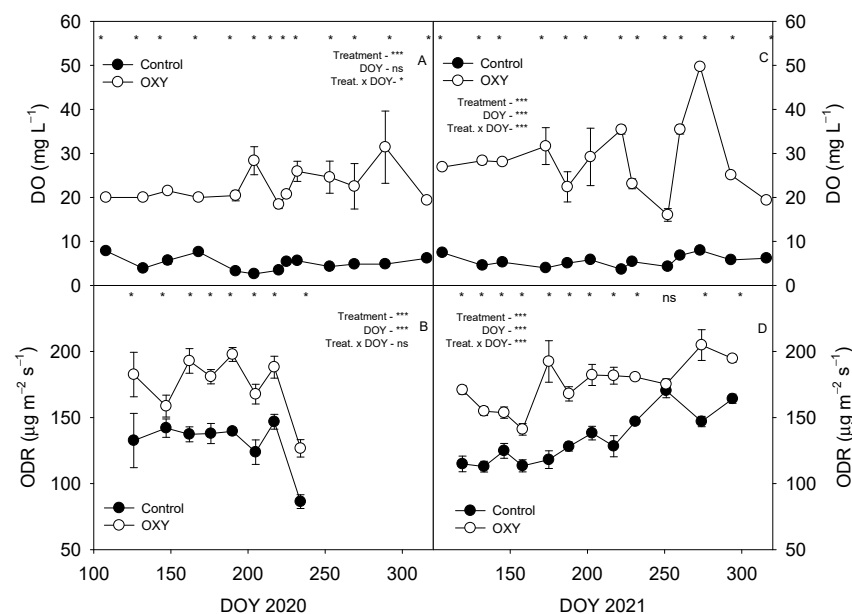 60
50
40
30
20
10
0
DO (mg L⁻¹)
* * * * * * * * * * * * *
Control
OXY
Treatment - ***
DOY - ns
Treat. x DOY- *
A
* * * * * * * * * * * * *
Control
OXY
Treatment - ***
DOY - ***
Treat. x DOY- ***
C
60
50
40
30
20
10
0
DO (mg L⁻¹)
200
150
100
50
ODR (µg m⁻² s⁻¹)
* * * * * * * *
Treatment - ***
DOY - ***
Treat. x DOY - ns
B
Control
OXY
* * * * * * * * * ns * *
Treatment - ***
DOY - ***
Treat. x DOY- ***
D
Control
OXY
200
150
100
50
ODR (µg m⁻² s⁻¹)
100 150 200 250 300
DOY 2020
150 200 250 300
DOY 2021